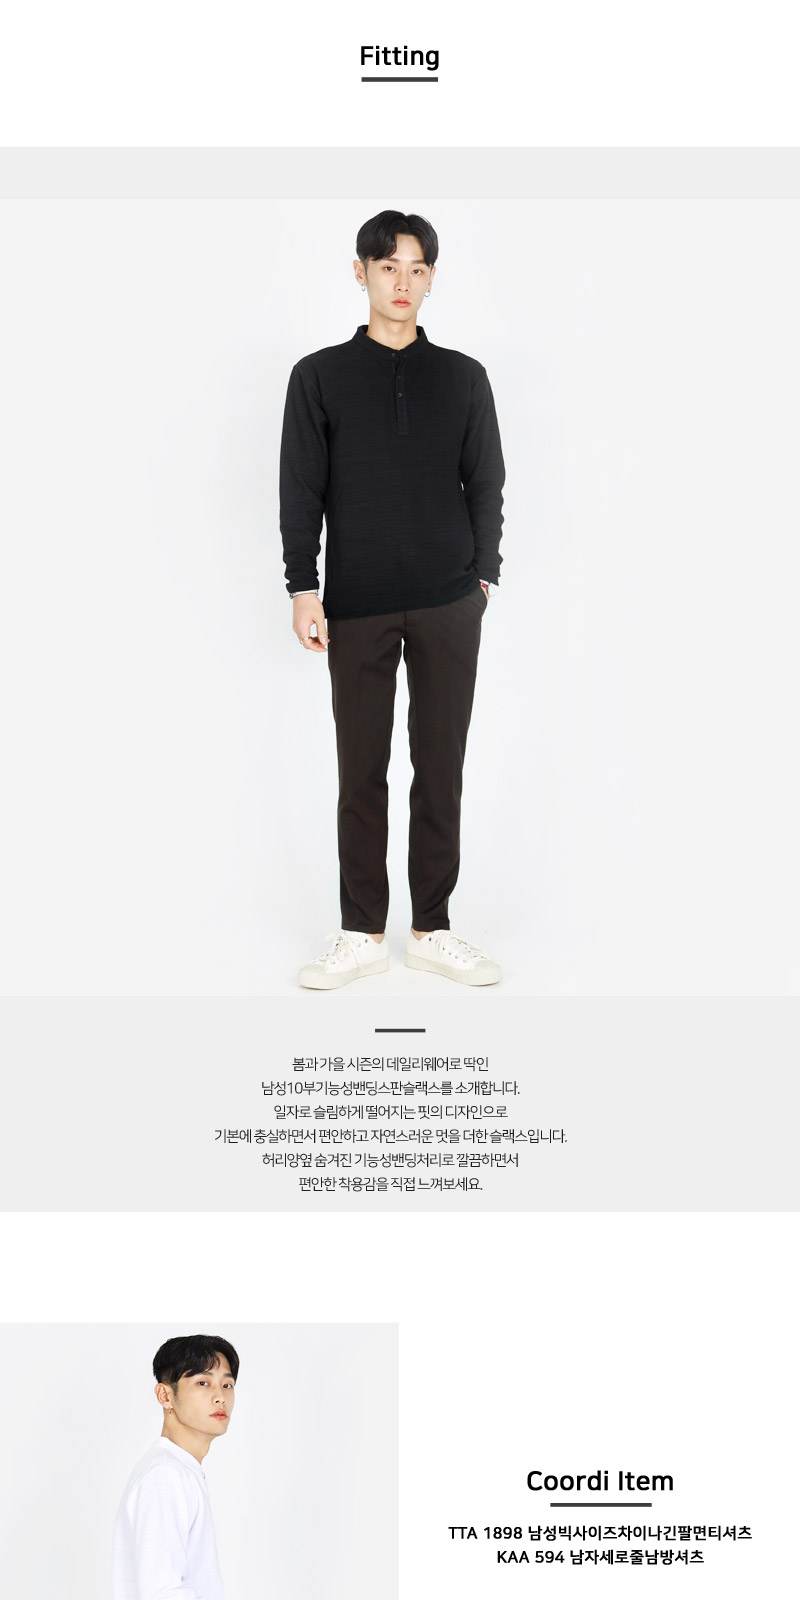 Fitting
봄과 가을 시즌의 데일리웨어로 딱인
남성10부기능성밴딩스판슬랙스를 소개합니다.
일자로 슬림하게 떨어지는 핏의 디자인으로
기본에 충실하면서 편안하고 자연스러운 멋을 더한 슬랙스입니다.
허리양옆 숨겨진 기능성밴딩처리로 깔끔하면서
편안한 착용감을 직접 느껴보세요.
Coordi Item
TTA 1898 남성빅사이즈차이나긴팔면티셔츠
KAA 594 남자세로줄남방셔츠